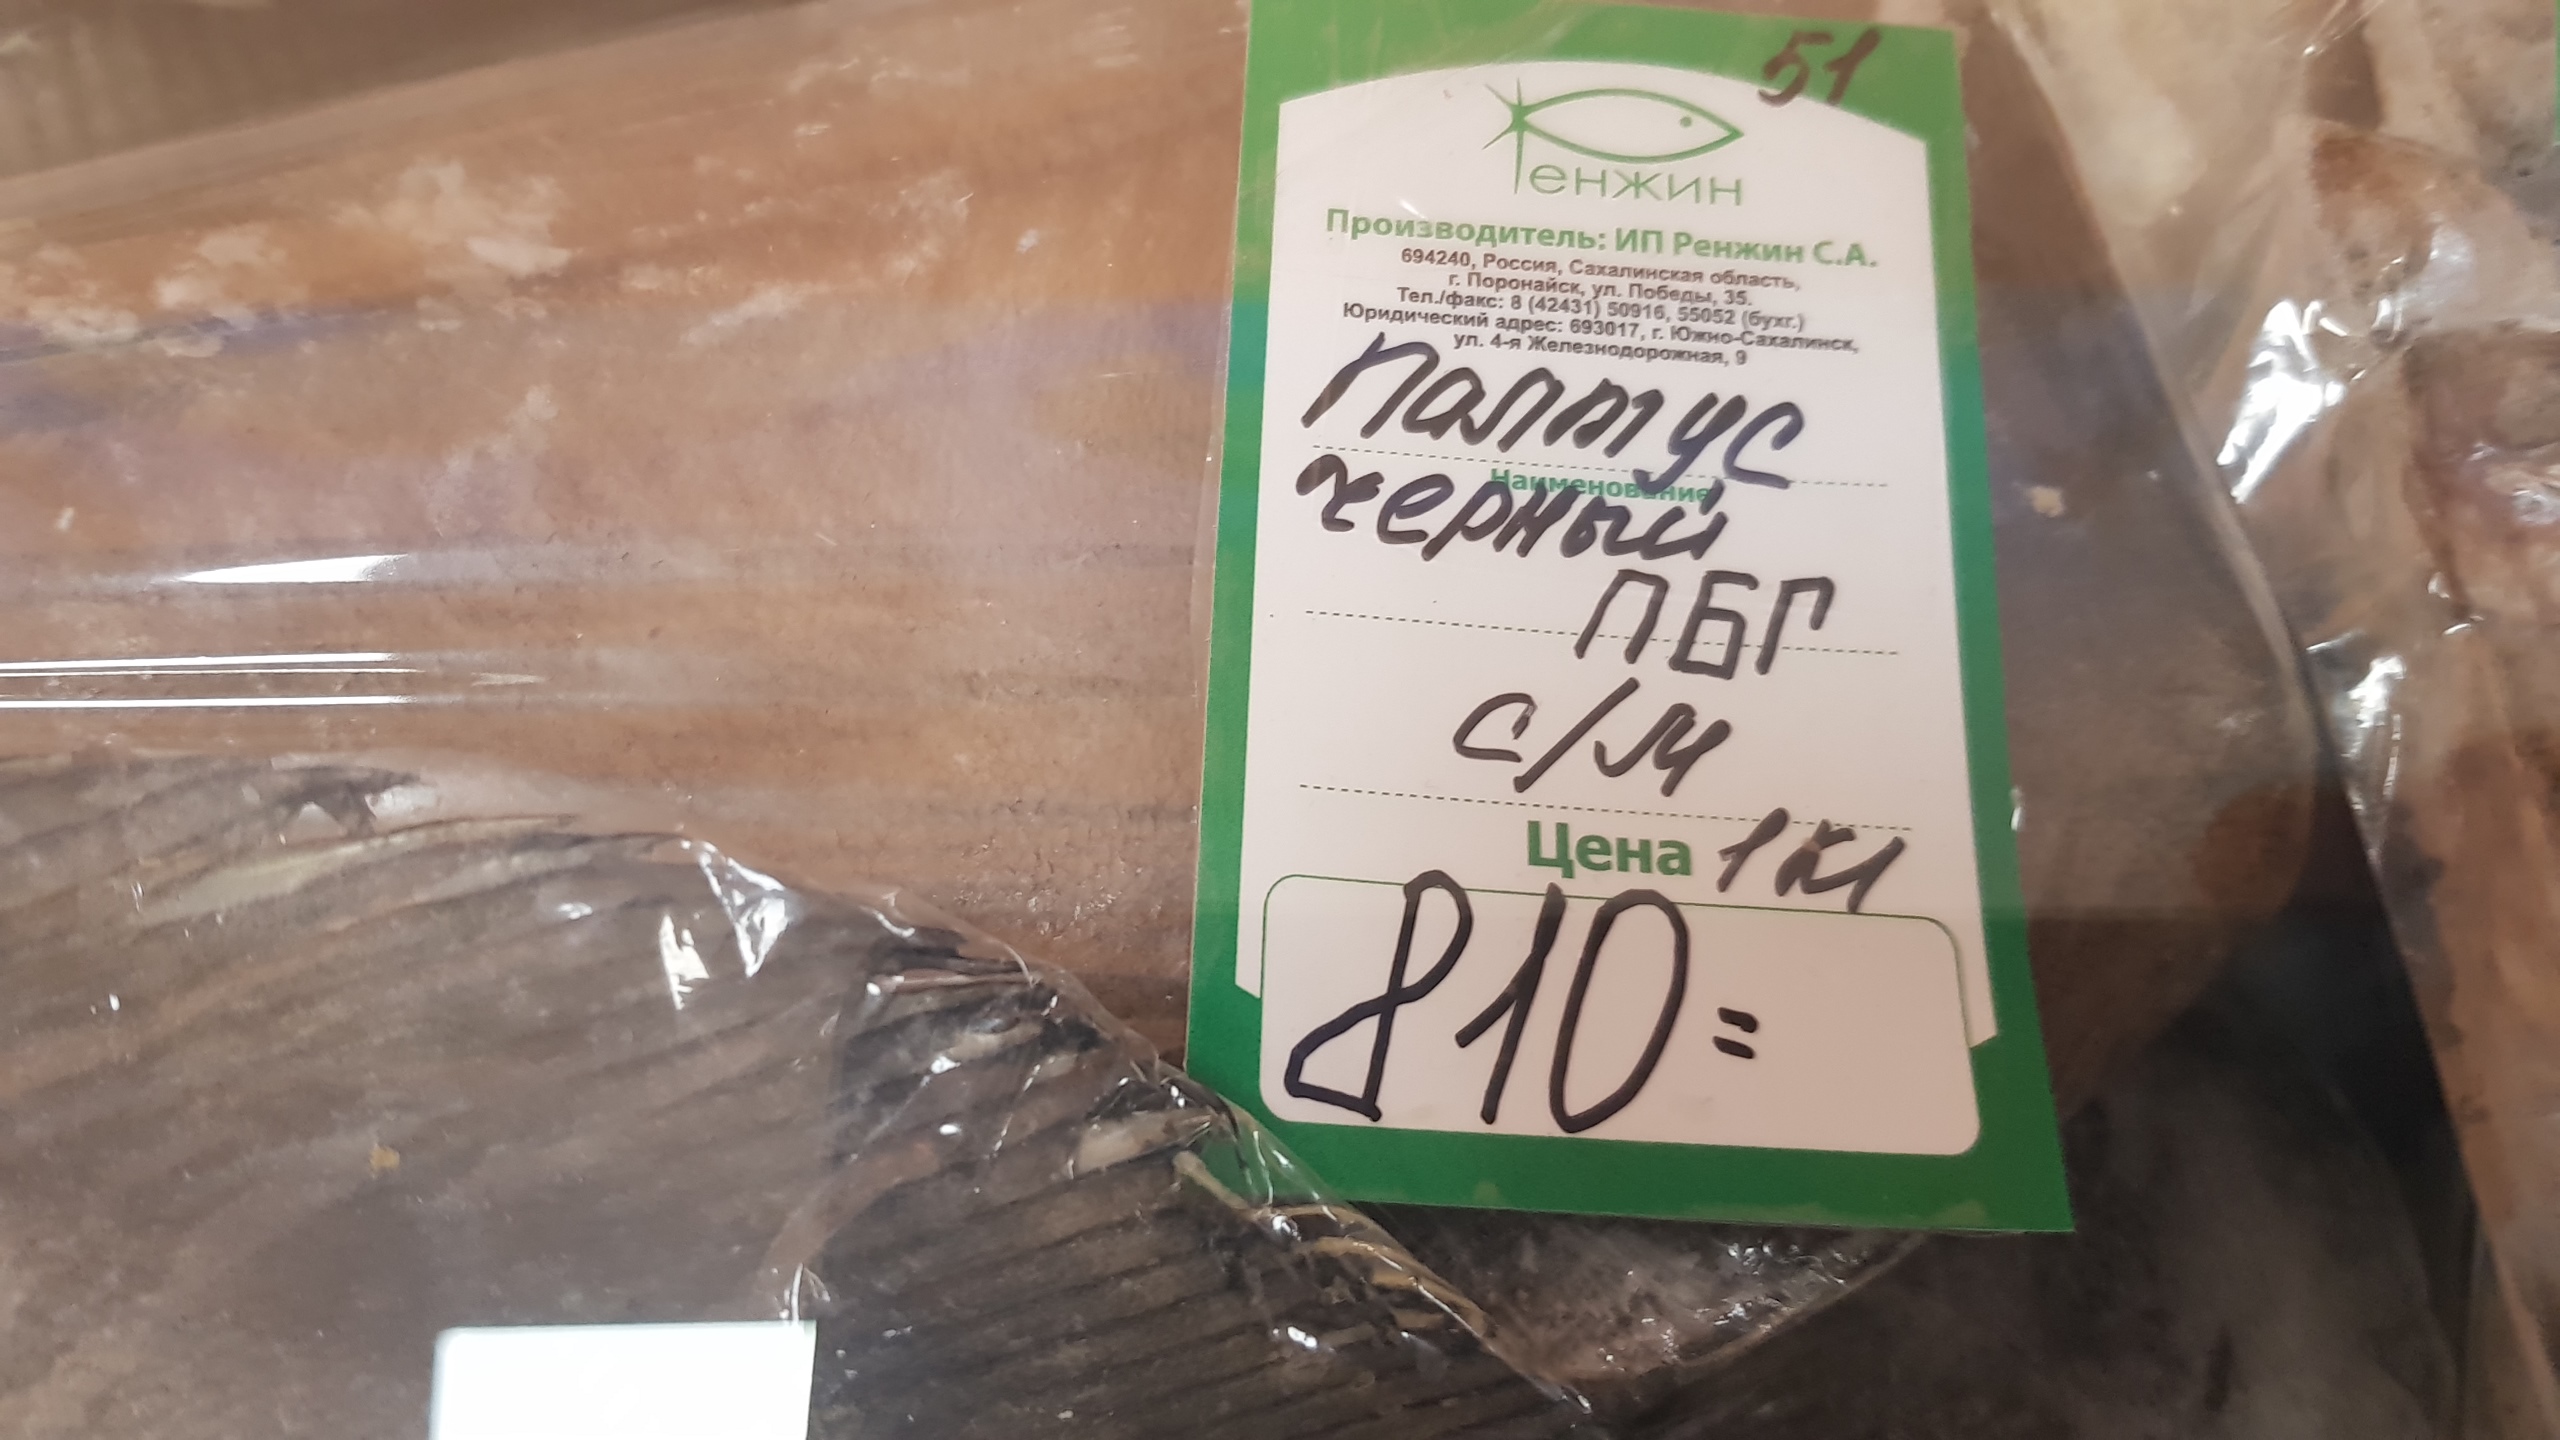 51
Ренжин
Производитель: ИП Ренжин С.А.
694240, Россия, Сахалинская область,
г. Поронайск, ул. Победы, 35.
Тел./факс: 8 (42431) 50916, 55052 (бухг.)
Юридический адрес: 693017, г. Южно-Сахалинск,
ул. 4-я Железнодорожная, 9
Палтус
Наименование
черный
ПБГ
с/м
Цена 1кг
810=